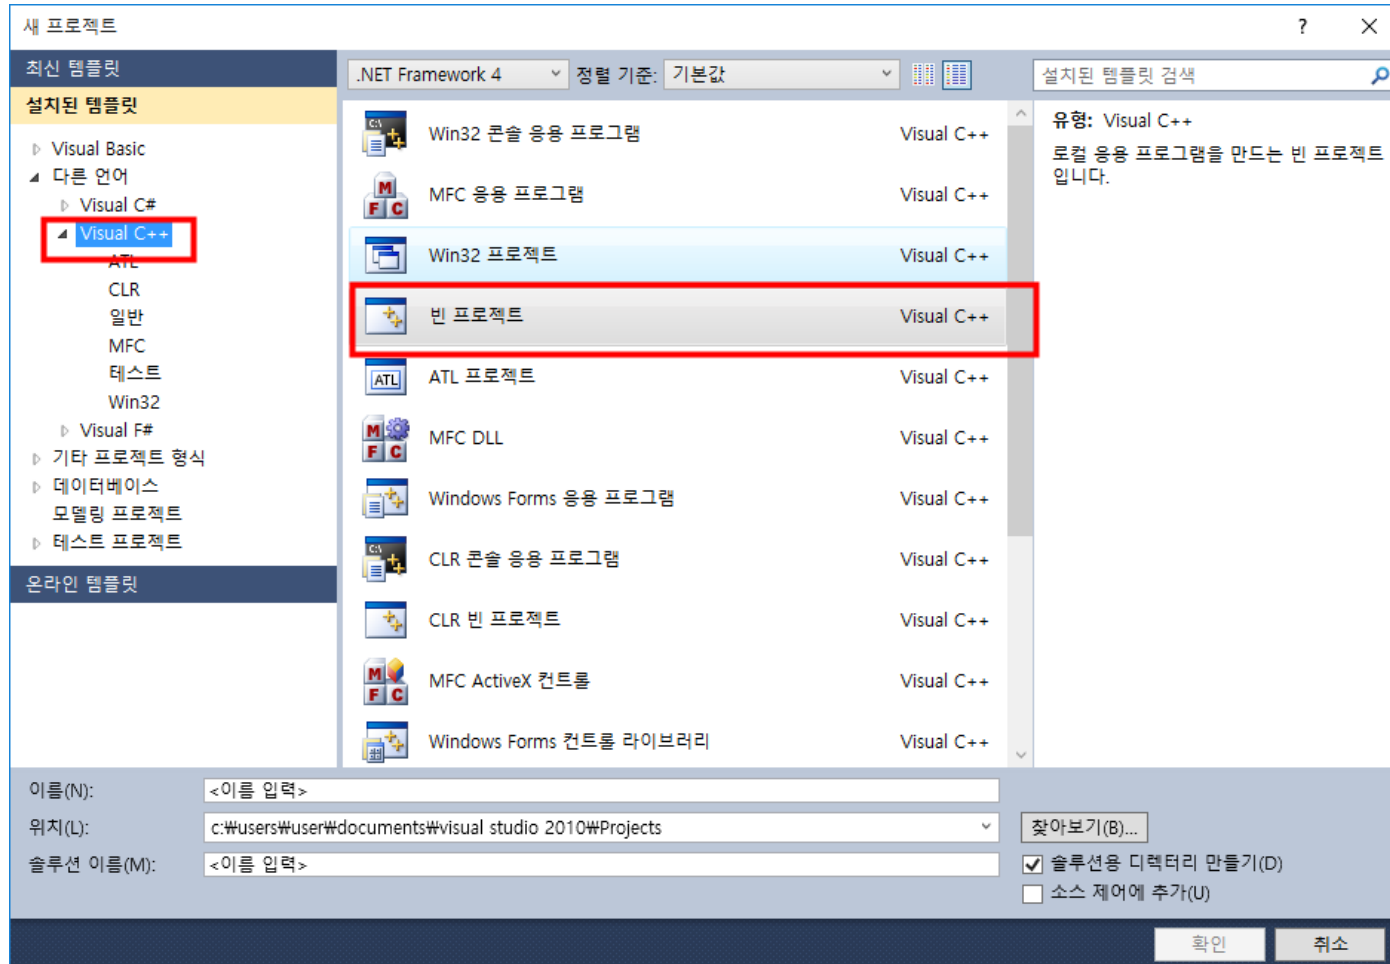 새 프로젝트
?
최신 템플릿
설치된 템플릿
Visual Basic
다른 언어
Visual C#
Visual C++
ATL
CLR
일반
MFC
테스트
Win32
Visual F#
기타 프로젝트 형식
데이터베이스
모델링 프로젝트
테스트 프로젝트
온라인 템플릿
.NET Framework 4 정렬 기준: 기본값
Win32 콘솔 응용 프로그램 Visual C++
MFC 응용 프로그램 Visual C++
Win32 프로젝트 Visual C++
빈 프로젝트 Visual C++
ATL 프로젝트 Visual C++
MFC DLL Visual C++
Windows Forms 응용 프로그램 Visual C++
CLR 콘솔 응용 프로그램 Visual C++
CLR 빈 프로젝트 Visual C++
MFC ActiveX 컨트롤 Visual C++
Windows Forms 컨트롤 라이브러리 Visual C++
설치된 템플릿 검색
유형: Visual C++
로컬 응용 프로그램을 만드는 빈 프로젝트
입니다.
이름(N): <이름 입력>
위치(L): c:₩users₩user₩documents₩visual studio 2010₩Projects 찾아보기(B)...
솔루션 이름(M): <이름 입력> 솔루션용 디렉터리 만들기(D)
소스 제어에 추가(U)
확인 취소